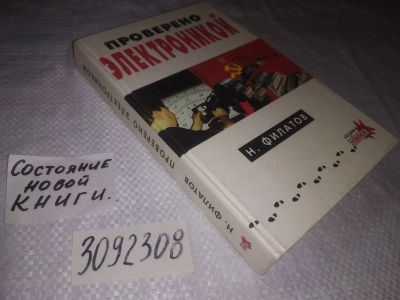 ПРОВЕРЕНО
ЭЛЕКТРОНИКОЙ
Н. ФИЛАТОВ
Н. ФИЛАТОВ ПРОВЕРЕНО ЭЛЕКТРОНИКОЙ
Состояние
новой
КНИГИ.
3092308